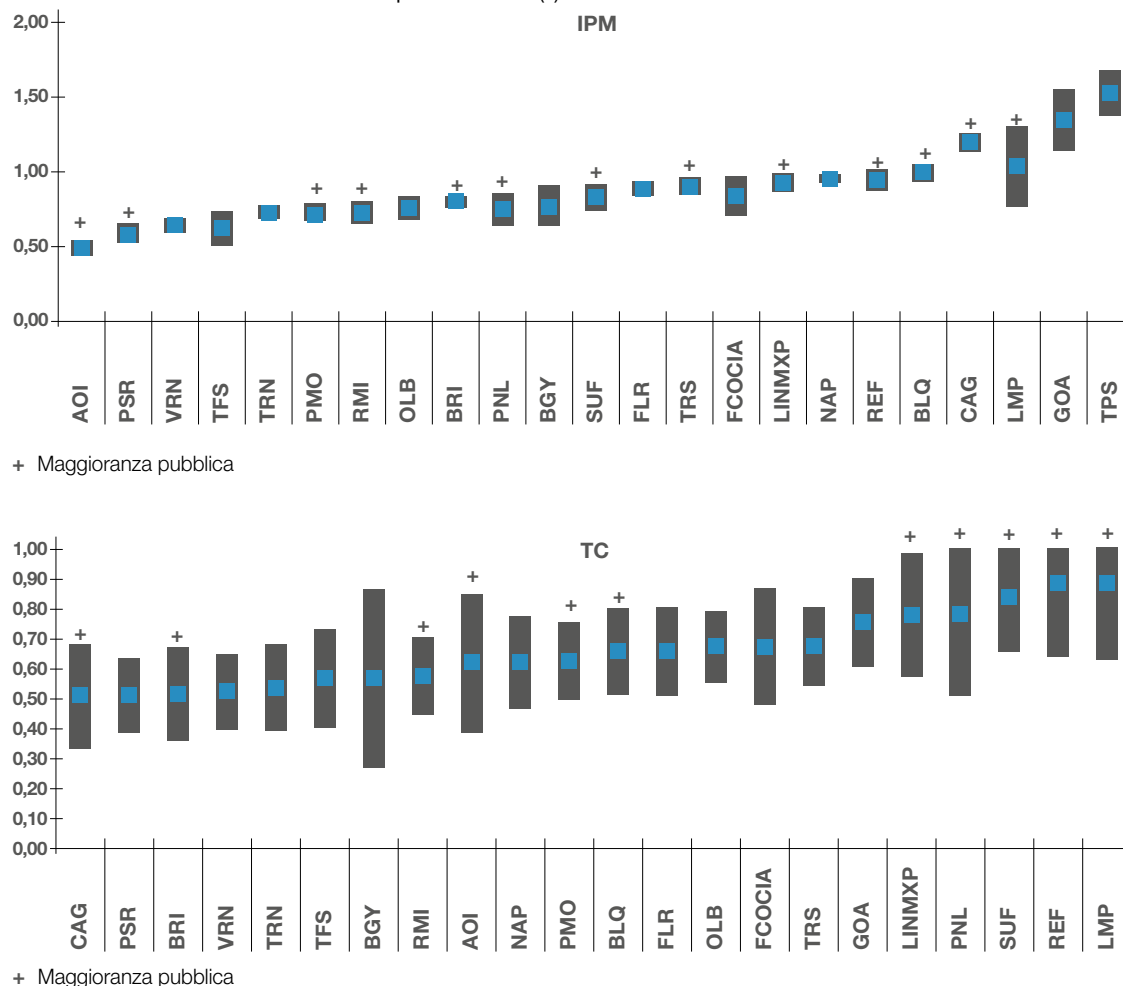 (.)
IPM
2,00
1,50
1,00
0,50
0,00
+ + + + + + + + + + + + +
AOI PSR VRN TFS TRN PMO RMI OLB BRI PNL BGY SUF FLR TRS FCOCIA LINMXP NAP REF BLQ CAG LMP GOA TPS
+ Maggioranza pubblica
TC
1,00
0,90
0,80
0,70
0,60
0,50
0,40
0,30
0,20
0,10
0,00
+ + + + + + + + + + +
CAG PSR BRI VRN TRN TFS BGY RMI AOI NAP PMO BLQ FLR OLB FCOCIA TRS GOA LINMXP PNL SUF REF LMP
+ Maggioranza pubblica